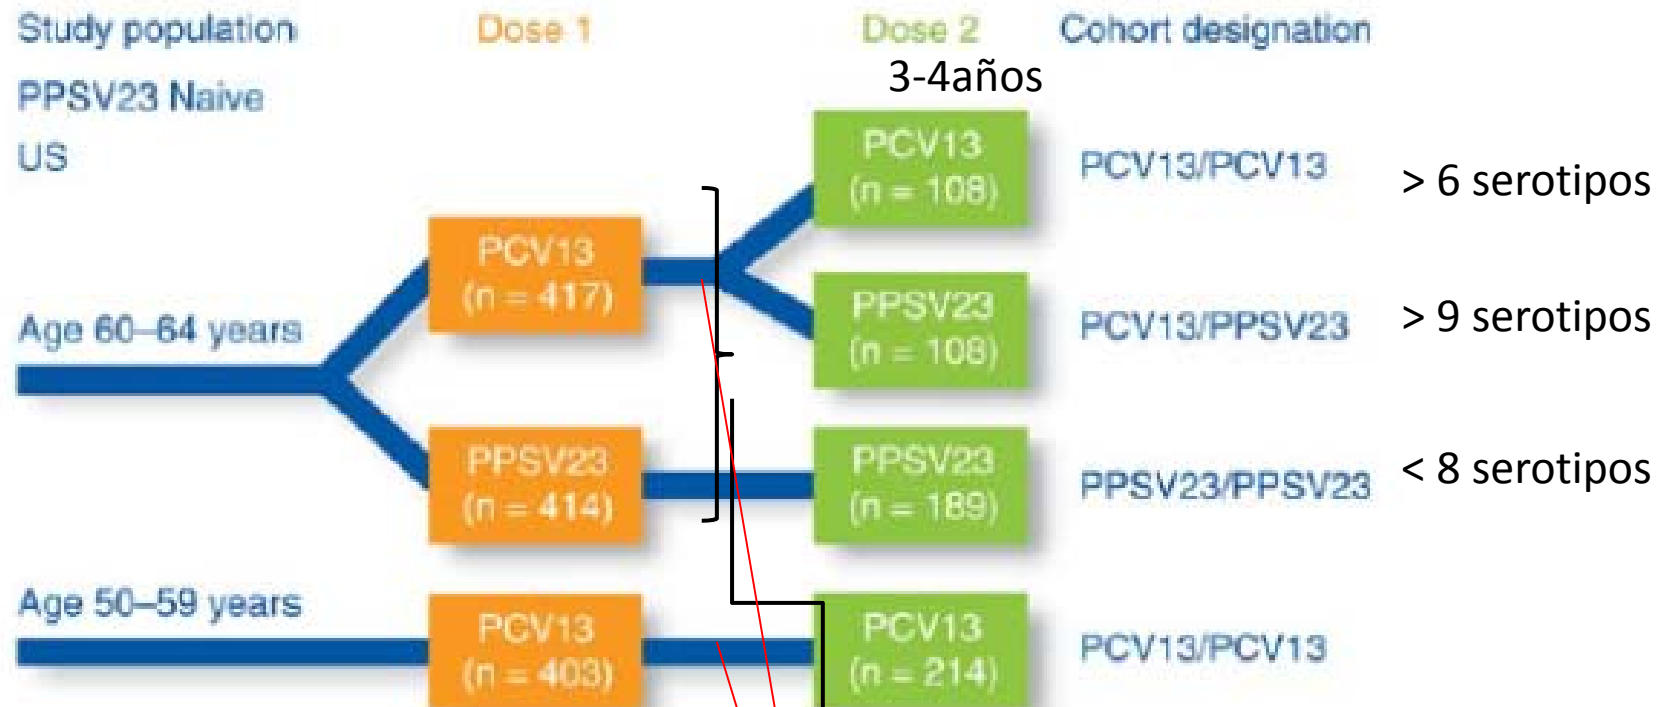 Study population
Dose 1
Dose 2
Cohort designation
3-4años
PPSV23 Naive
US
PCV13
(n = 108)
PCV13/PCV13
> 6 serotipos
PCV13
(n = 417)
PPSV23
(n = 108)
PCV13/PPSV23
> 9 serotipos
Age 60–64 years
PPSV23
(n = 414)
PPSV23
(n = 189)
PPSV23/PPSV23
< 8 serotipos
Age 50–59 years
PCV13
(n = 403)
PCV13
(n = 214)
PCV13/PCV13